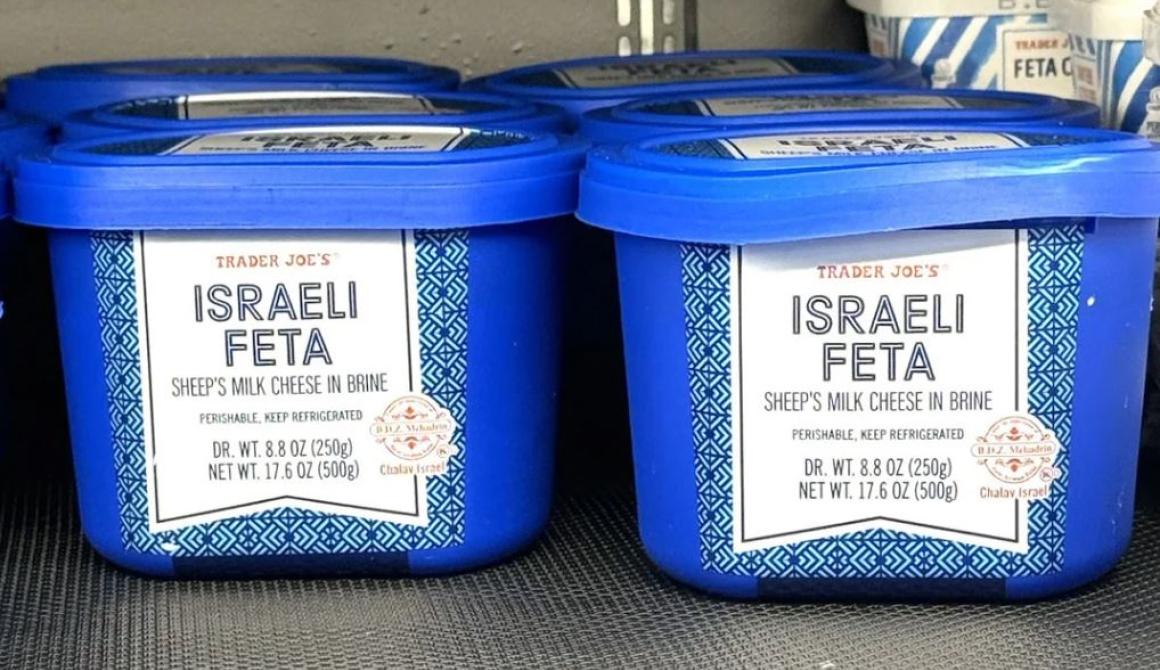 TRADER JOE'S
ISRAELI
FETA
SHEEP'S MILK CHEESE IN BRINE
PERISHABLE, KEEP REFRIGERATED
DR. WT. 8.8 OZ (250g)
NET WT. 17.6 OZ (500g)
B.D.Z. Mehadrin
Chalav Israel
TRADER JOE'S
ISRAELI
FETA
SHEEP'S MILK CHEESE IN BRINE
PERISHABLE, KEEP REFRIGERATED
DR. WT. 8.8 OZ (250g)
NET WT. 17.6 OZ (500g)
B.D.Z. Mehadrin
Chalav Israel
ISRAELI
FETA
ISRAELI
FETA
TRADER J
FETA C